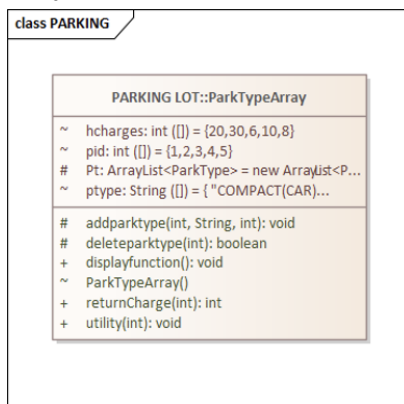 class PARKING
PARKING LOT::ParkTypeArray
~ hcharges: int ([]) = {20,30,6,10,8}
~ pid: int ([]) = {1,2,3,4,5}
# Pt: ArrayList<ParkType> = new ArrayList<P...
~ ptype: String ([]) = { "COMPACT(CAR)...
# addparktype(int, String, int): void
# deleteparktype(int): boolean
+ displayfunction(): void
~ ParkTypeArray()
+ returnCharge(int): int
+ utility(int): void